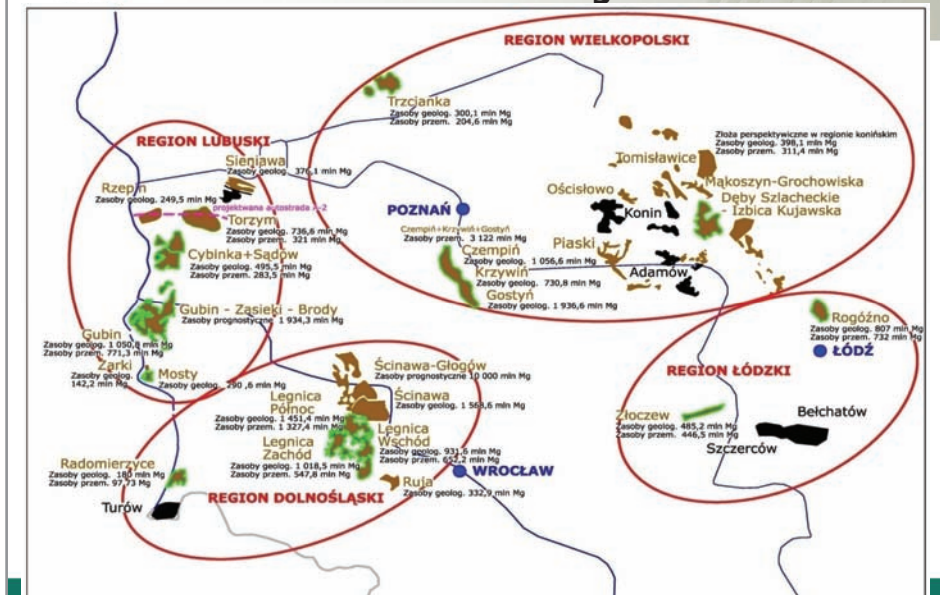 REGION WIELKOPOLSKI
Trzcianka
Zasoby geolog. 300,1 mln Mg
Zasoby przem. 204,6 mln Mg
Złoża perspektywiczne w regionie konińskim
Zasoby geolog. 398,1 mln Mg
Zasoby przem. 311,4 mln Mg
Tomisławice
Mąkoszyn-Grochowiska
Ościsłowo
Dęby Szlacheckie
- Izbica Kujawska
Konin
POZNAŃ
Piaski
Adamów
Czempiń+Krzywiń+Gostyń
Zasoby przem. 3 122 mln Mg
Czempiń
Zasoby geolog. 1 056,6 mln Mg
Krzywiń
Zasoby geolog. 730,8 mln Mg
Gostyń
Zasoby geolog. 1 936,6 mln Mg
REGION LUBUSKI
Sieniawa
Zasoby geolog. 376,1 mln Mg
Rzepin
Zasoby geolog. 249,5 mln Mg
projektwana autostrada A-2
Torzym
Zasoby geolog. 736,6 mln Mg
Zasoby przem. 321 mln Mg
Cybinka+Sądów
Zasoby geolog. 495,5 mln Mg
Zasoby przem. 283,5 mln Mg
Gubin - Zasieki - Brody
Zasoby prognostyczne 1 934,3 mln Mg
Gubin
Zasoby geolog. 1 050,8 mln Mg
Zasoby przem. 771,3 mln Mg
Żarki
Zasoby geolog.
142,2 mln Mg
Mosty
Zasoby geolog. 290 ,6 mln Mg
Ścinawa-Głogów
Zasoby prognostyczne 10 000 mln Mg
Ścinawa
Zasoby geolog. 1 568,6 mln Mg
Legnica
Północ
Zasoby geolog. 1 451,4 mln Mg
Zasoby przem. 1 327,4 mln Mg
Legnica
Wschód
Zasoby geolog. 931,6 mln Mg
Zasoby przem. 652,2 mln Mg
Legnica
Zachód
Zasoby geolog. 1 018,5 mln Mg
Zasoby przem. 547,8 mln Mg
WROCŁAW
Ruja
Zasoby geolog. 332,9 mln Mg
Radomierzyce
Zasoby geolog. 180 mln Mg
Zasoby przem. 97,73 mln Mg
Turów
REGION DOLNOŚLĄSKI
Rogóźno
Zasoby geolog. 807 mln Mg
Zasoby przem. 732 mln Mg
ŁÓDŹ
REGION ŁÓDZKI
Złoczew
Zasoby geolog. 485,2 mln Mg
Zasoby przem. 446,5 mln Mg
Bełchatów
Szczerców